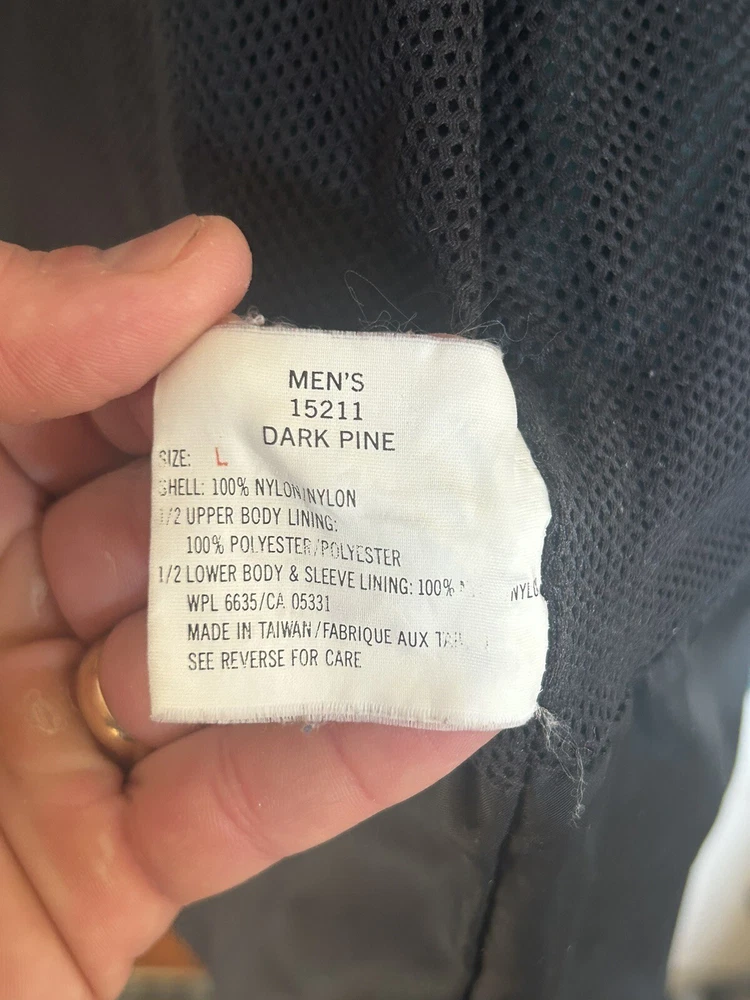 MEN'S
15211
DARK PINE
SIZE: L
SHELL: 100% NYLON/NYLON
1/2 UPPER BODY LINING:
100% POLYESTER/POLYESTER
1/2 LOWER BODY & SLEEVE LINING: 100%
WPL 6635/CA 05331
MADE IN TAIWAN/FABRIQUE AUX
SEE REVERSE FOR CARE